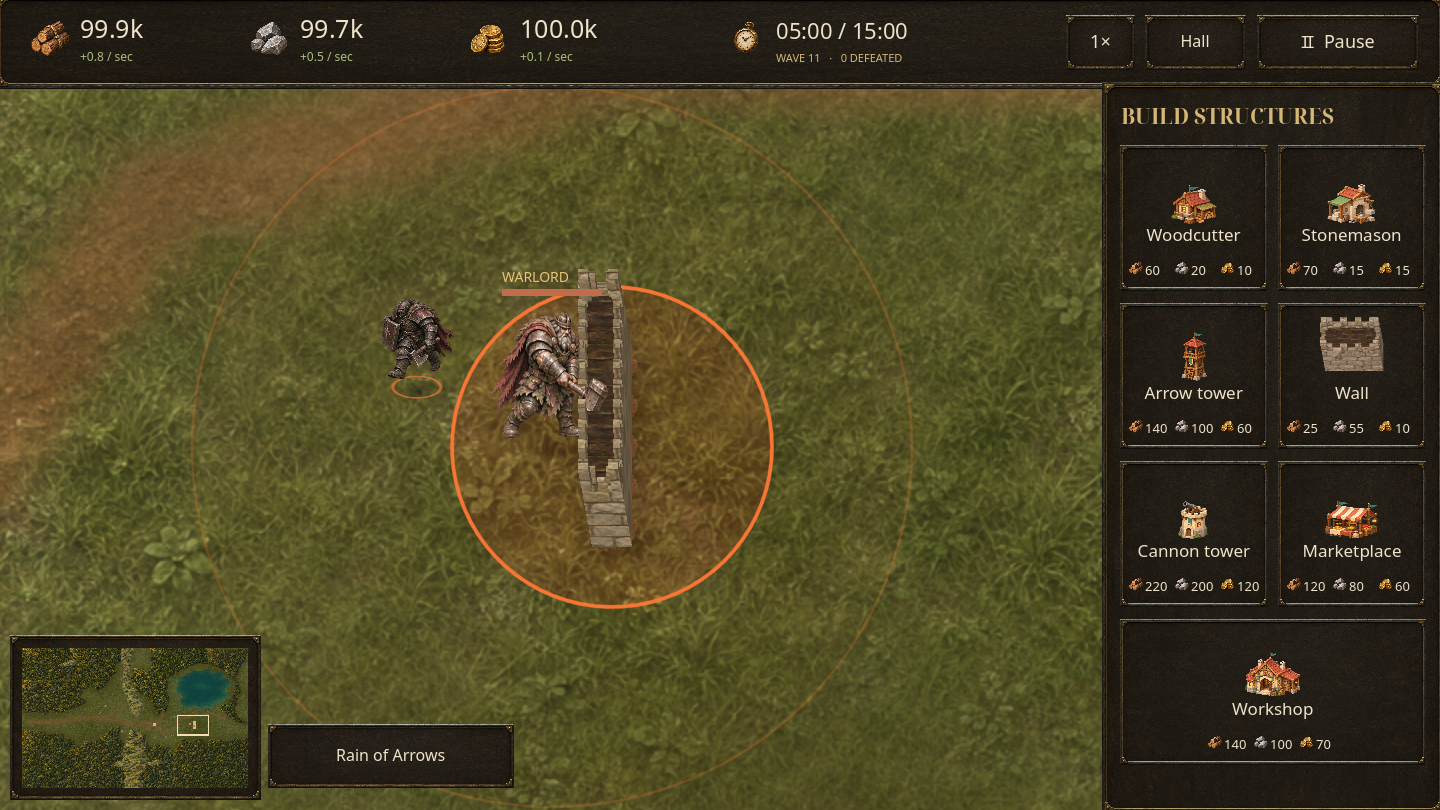 99.9k
+0.8 / sec
99.7k
+0.5 / sec
100.0k
+0.1 / sec
05:00 / 15:00
WAVE 11 · 0 DEFEATED
1×
Hall
Pause
BUILD STRUCTURES
Woodcutter
60 20 10
Stonemason
70 15 15
Arrow tower
140 100 60
Wall
25 55 10
Cannon tower
220 200 120
Marketplace
120 80 60
Workshop
140 100 70
WARLORD
Rain of Arrows